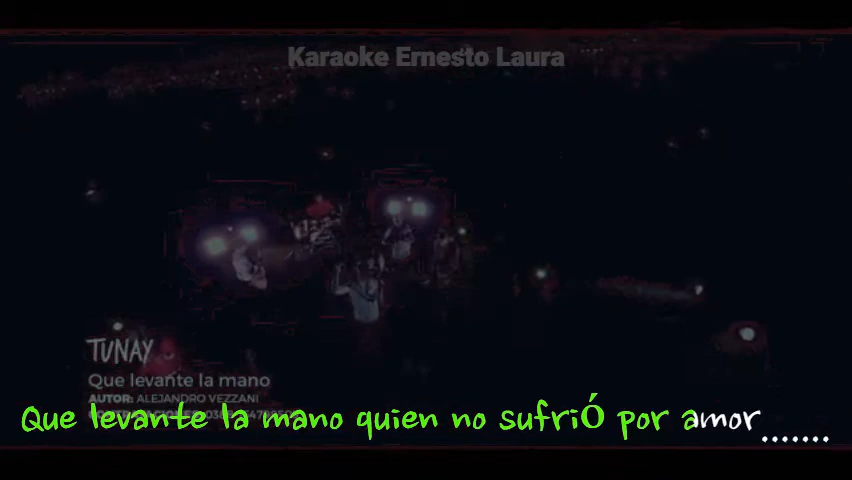 Karaoke Ernesto Laura
TUNAY
Que levante la mano
AUTOR: ALEJANDRO VEZZANI
Que levante la mano quien no sufriÓ por amor.......